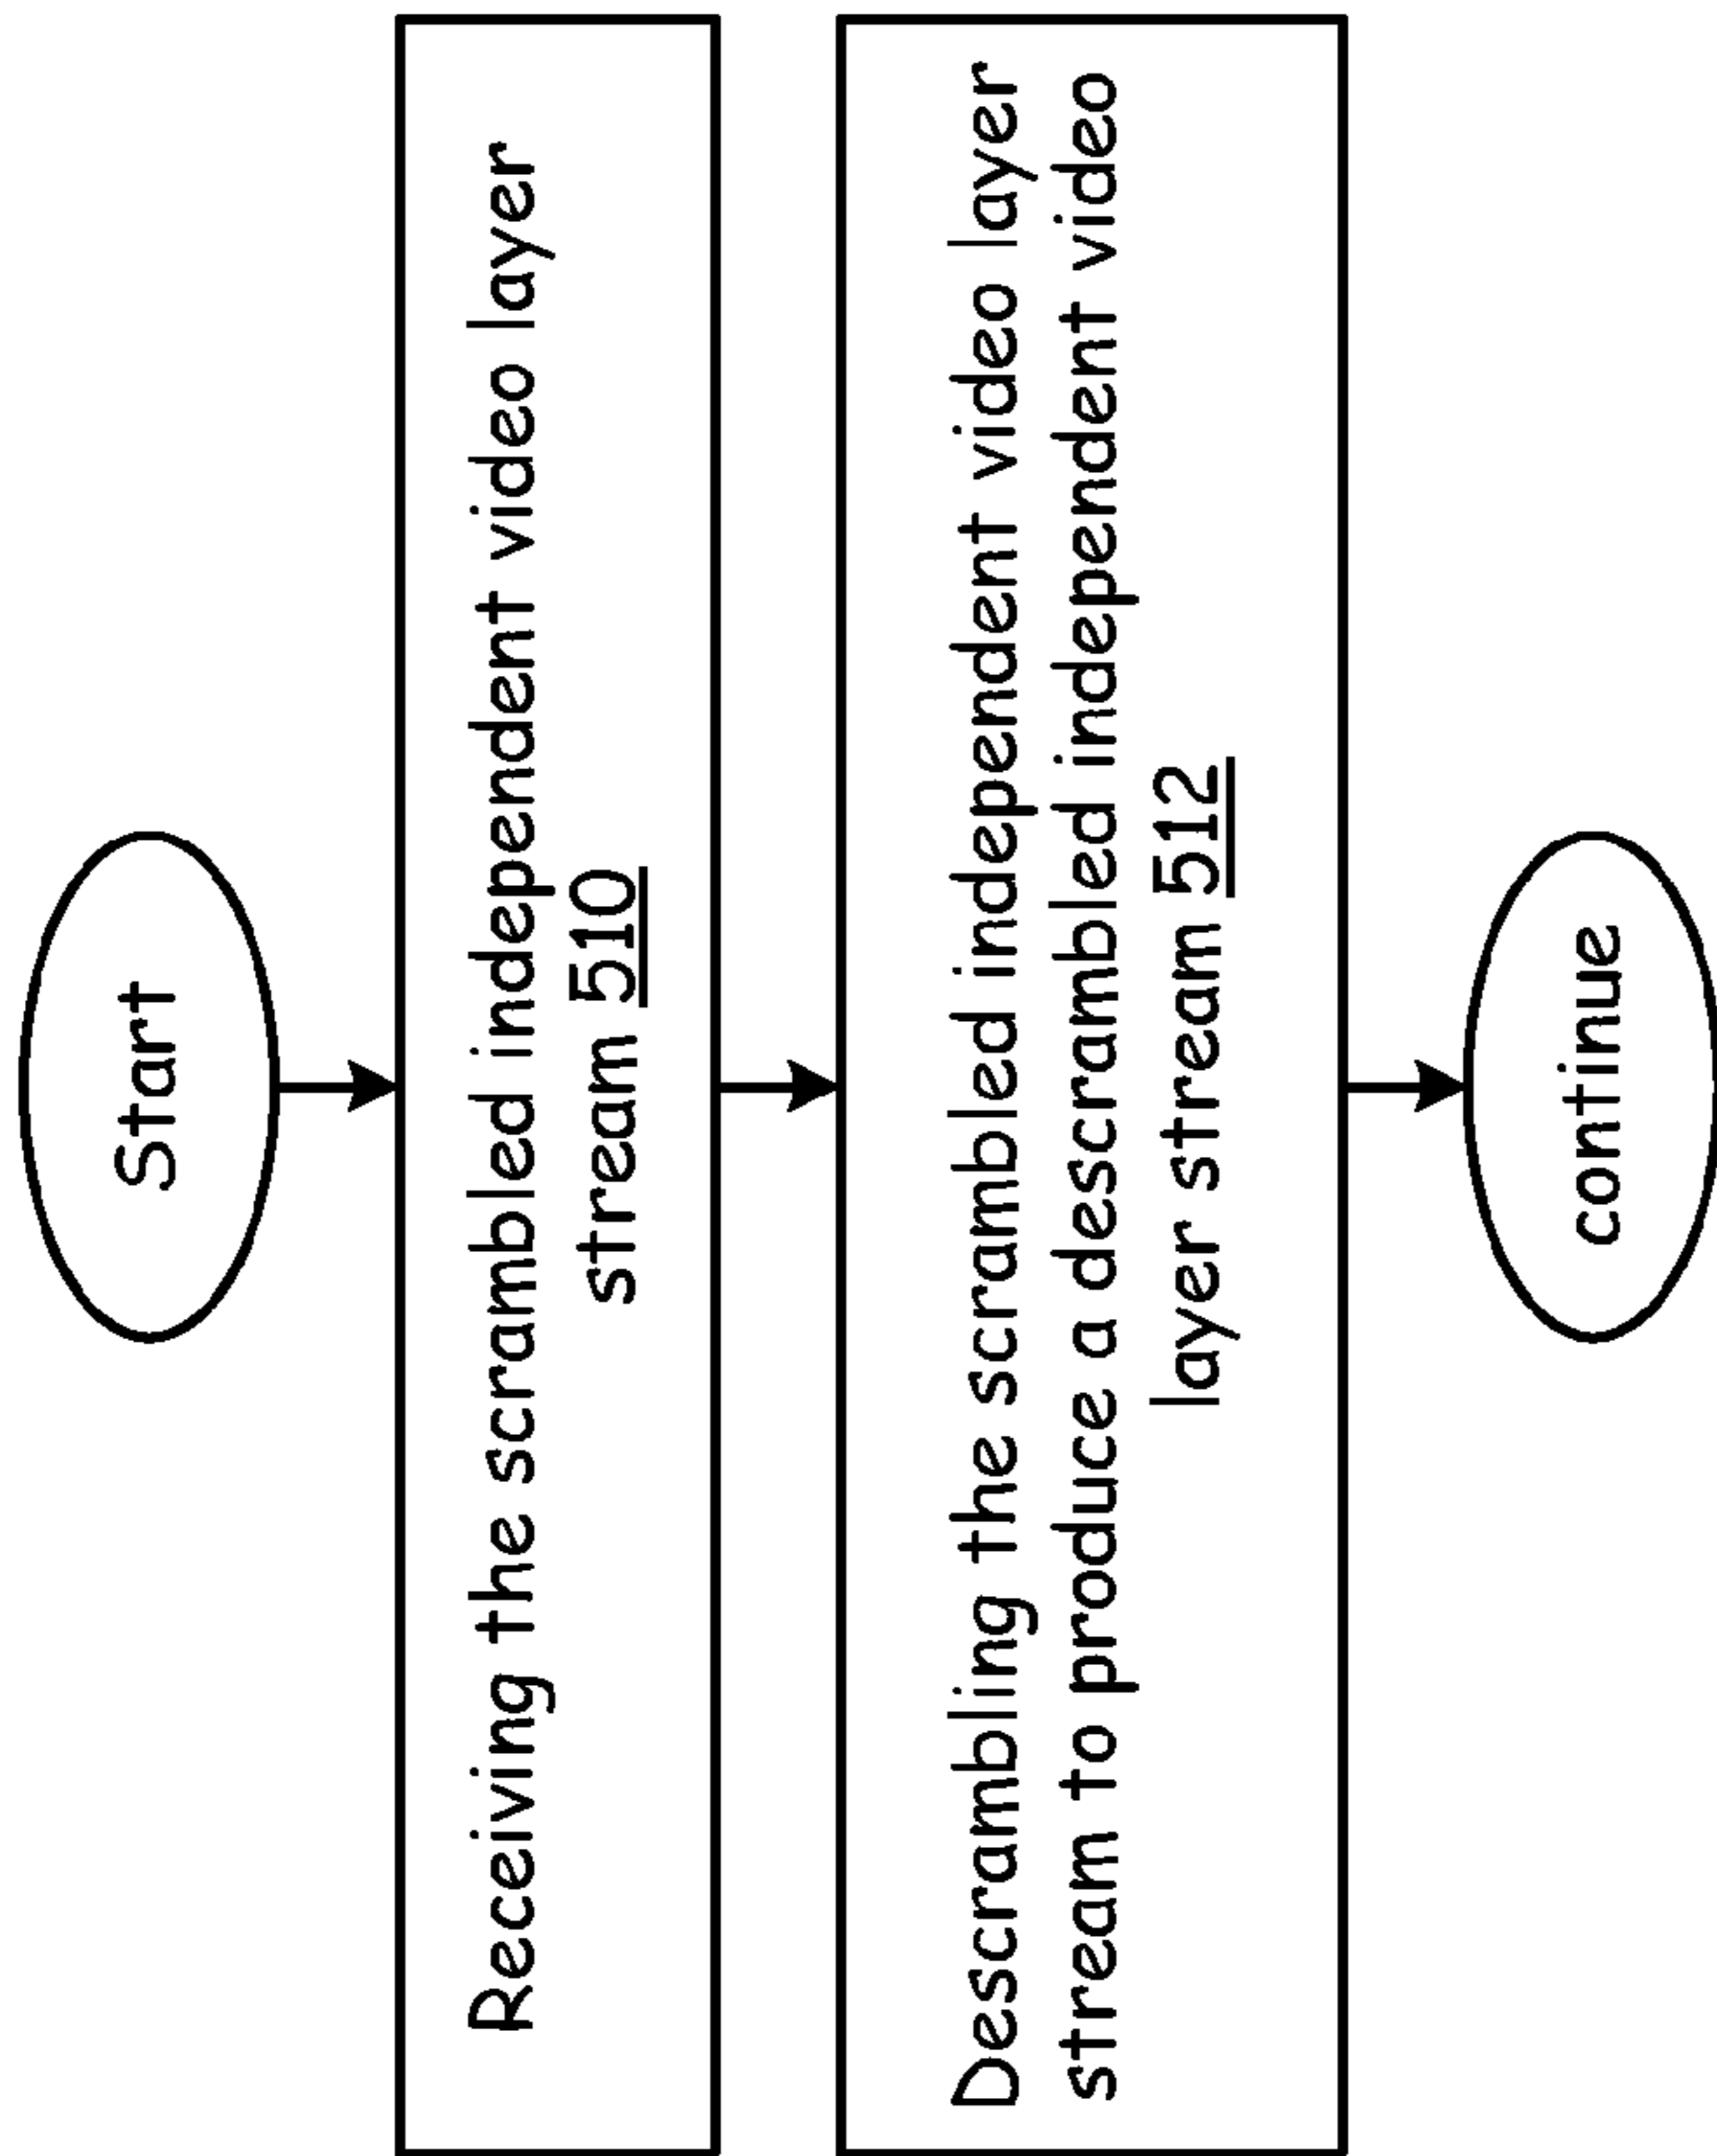 Start
Receiving the scrambled independent video layer
stream 510
Descrambling the scrambled independent video layer
stream to produce a descrambled independent video
layer stream 512
continue